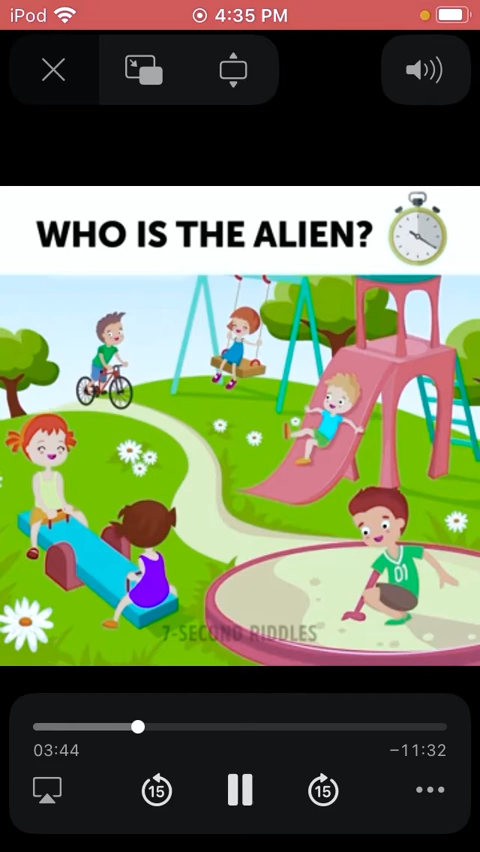 iPod 4:35 PM
WHO IS THE ALIEN?
01
7-SECOND RIDDLES
03:44 −11:32
15 15